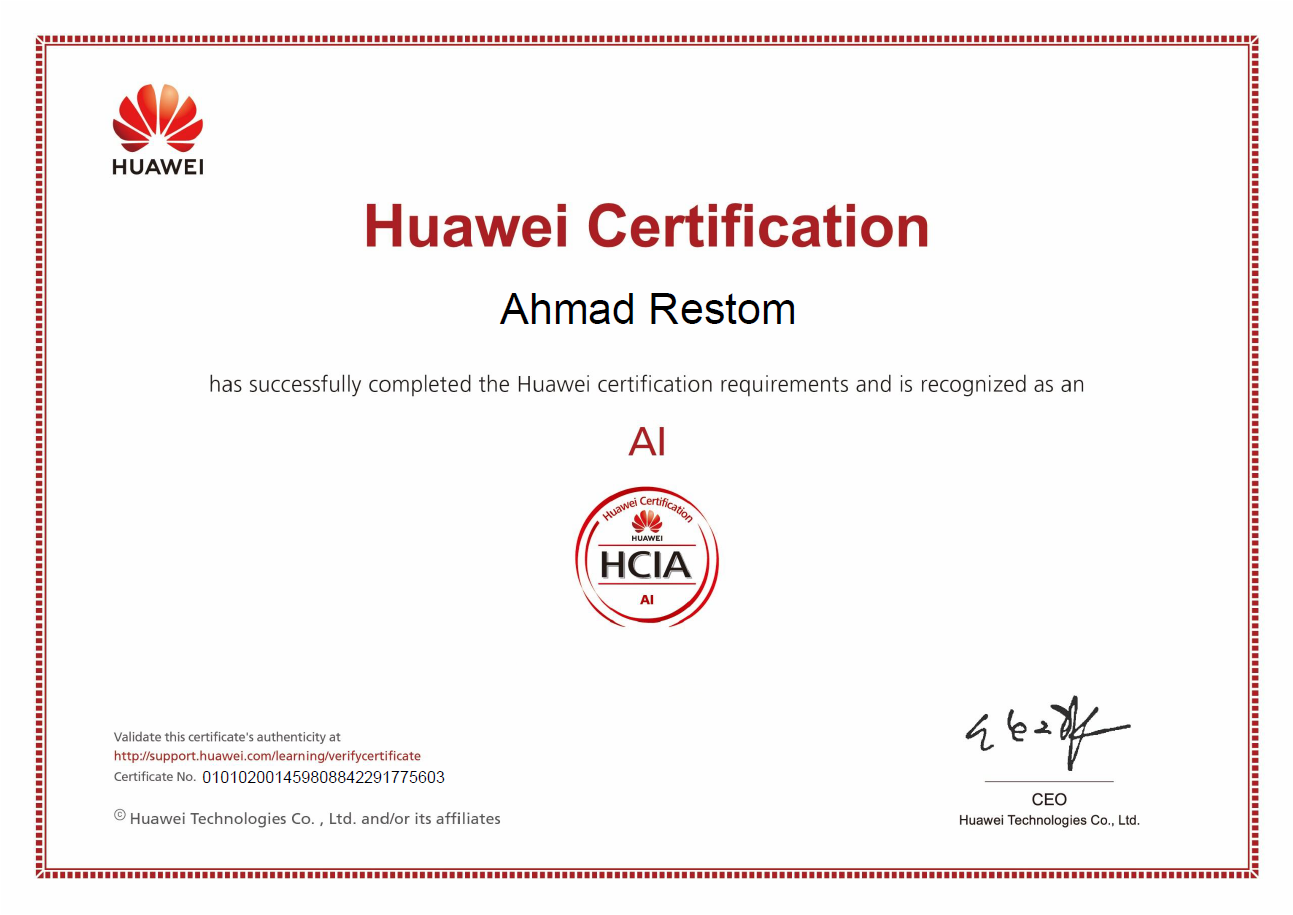 HUAWEI
Huawei Certification
Ahmad Restom
has successfully completed the Huawei certification requirements and is recognized as an
AI
Huawei Certification
HUAWEI
HCIA
AI
Validate this certificate's authenticity at
http://support.huawei.com/learning/verifycertificate
Certificate No. 010102001459808842291775603
© Huawei Technologies Co. , Ltd. and/or its affiliates
CEO
Huawei Technologies Co., Ltd.